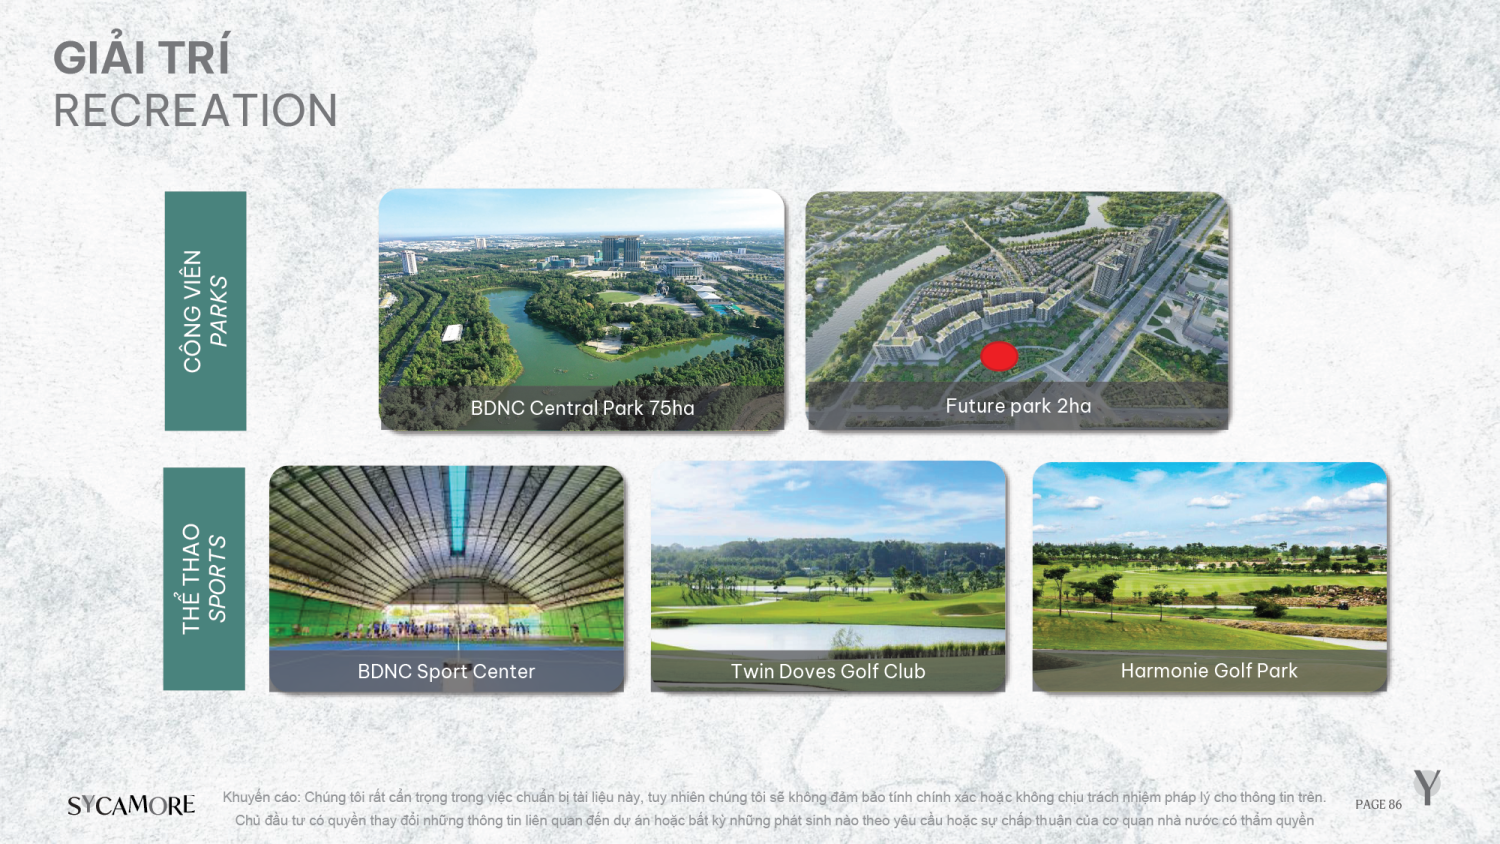 GIẢI TRÍ
RECREATION
CÔNG VIÊN
PARKS
BDNC Central Park 75ha
Future park 2ha
THỂ THAO
SPORTS
BDNC Sport Center
Twin Doves Golf Club
Harmonie Golf Park
SYCAMORE
Khuyến cáo: Chúng tôi rất cẩn trọng trong việc chuẩn bị tài liệu này, tuy nhiên chúng tôi sẽ không đảm bảo tính chính xác hoặc không chịu trách nhiệm pháp lý cho thông tin trên.
Chủ đầu tư có quyền thay đổi những thông tin liên quan đến dự án hoặc bất kỳ những phát sinh nào theo yêu cầu hoặc sự chấp thuận của cơ quan nhà nước có thẩm quyền
PAGE 86
Y